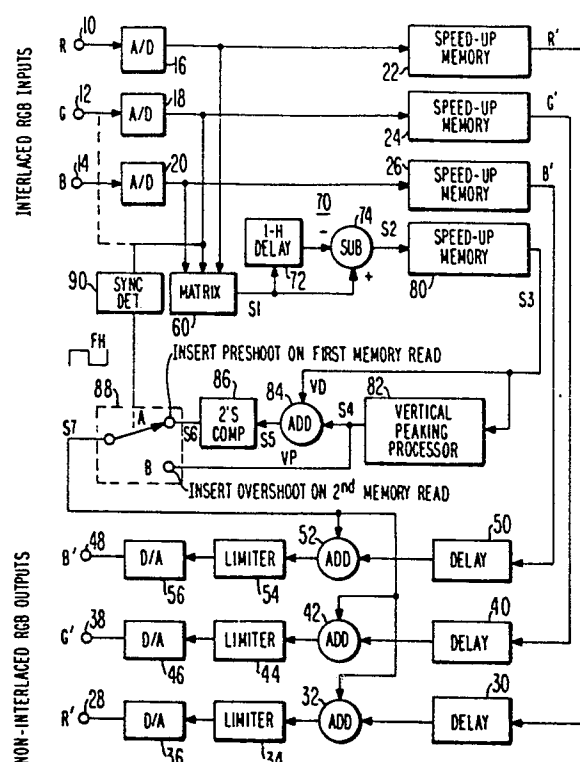 INTERLACED RGB INPUTS
10
R
A/D
16
SPEED-UP MEMORY
22
R'
12
G
A/D
18
SPEED-UP MEMORY
24
G'
14
B
A/D
20
SPEED-UP MEMORY
26
B'
70
1-H DELAY
72
-
74
SUB
+
S2
SPEED-UP MEMORY
80
S3
90
SYNC DET.
MATRIX
60
S1
FH
INSERT PRESHOOT ON FIRST MEMORY READ
88
A
S7
B
S6
86
2'S COMP
S5
84
ADD
VD
S4
VP
82
VERTICAL PEAKING PROCESSOR
INSERT OVERSHOOT ON 2nd MEMORY READ
NON-INTERLACED RGB OUTPUTS
B'
48
D/A
56
LIMITER
54
52
ADD
50
DELAY
G'
38
D/A
46
LIMITER
44
42
ADD
40
DELAY
R'
28
D/A
36
LIMITER
34
32
ADD
30
DELAY